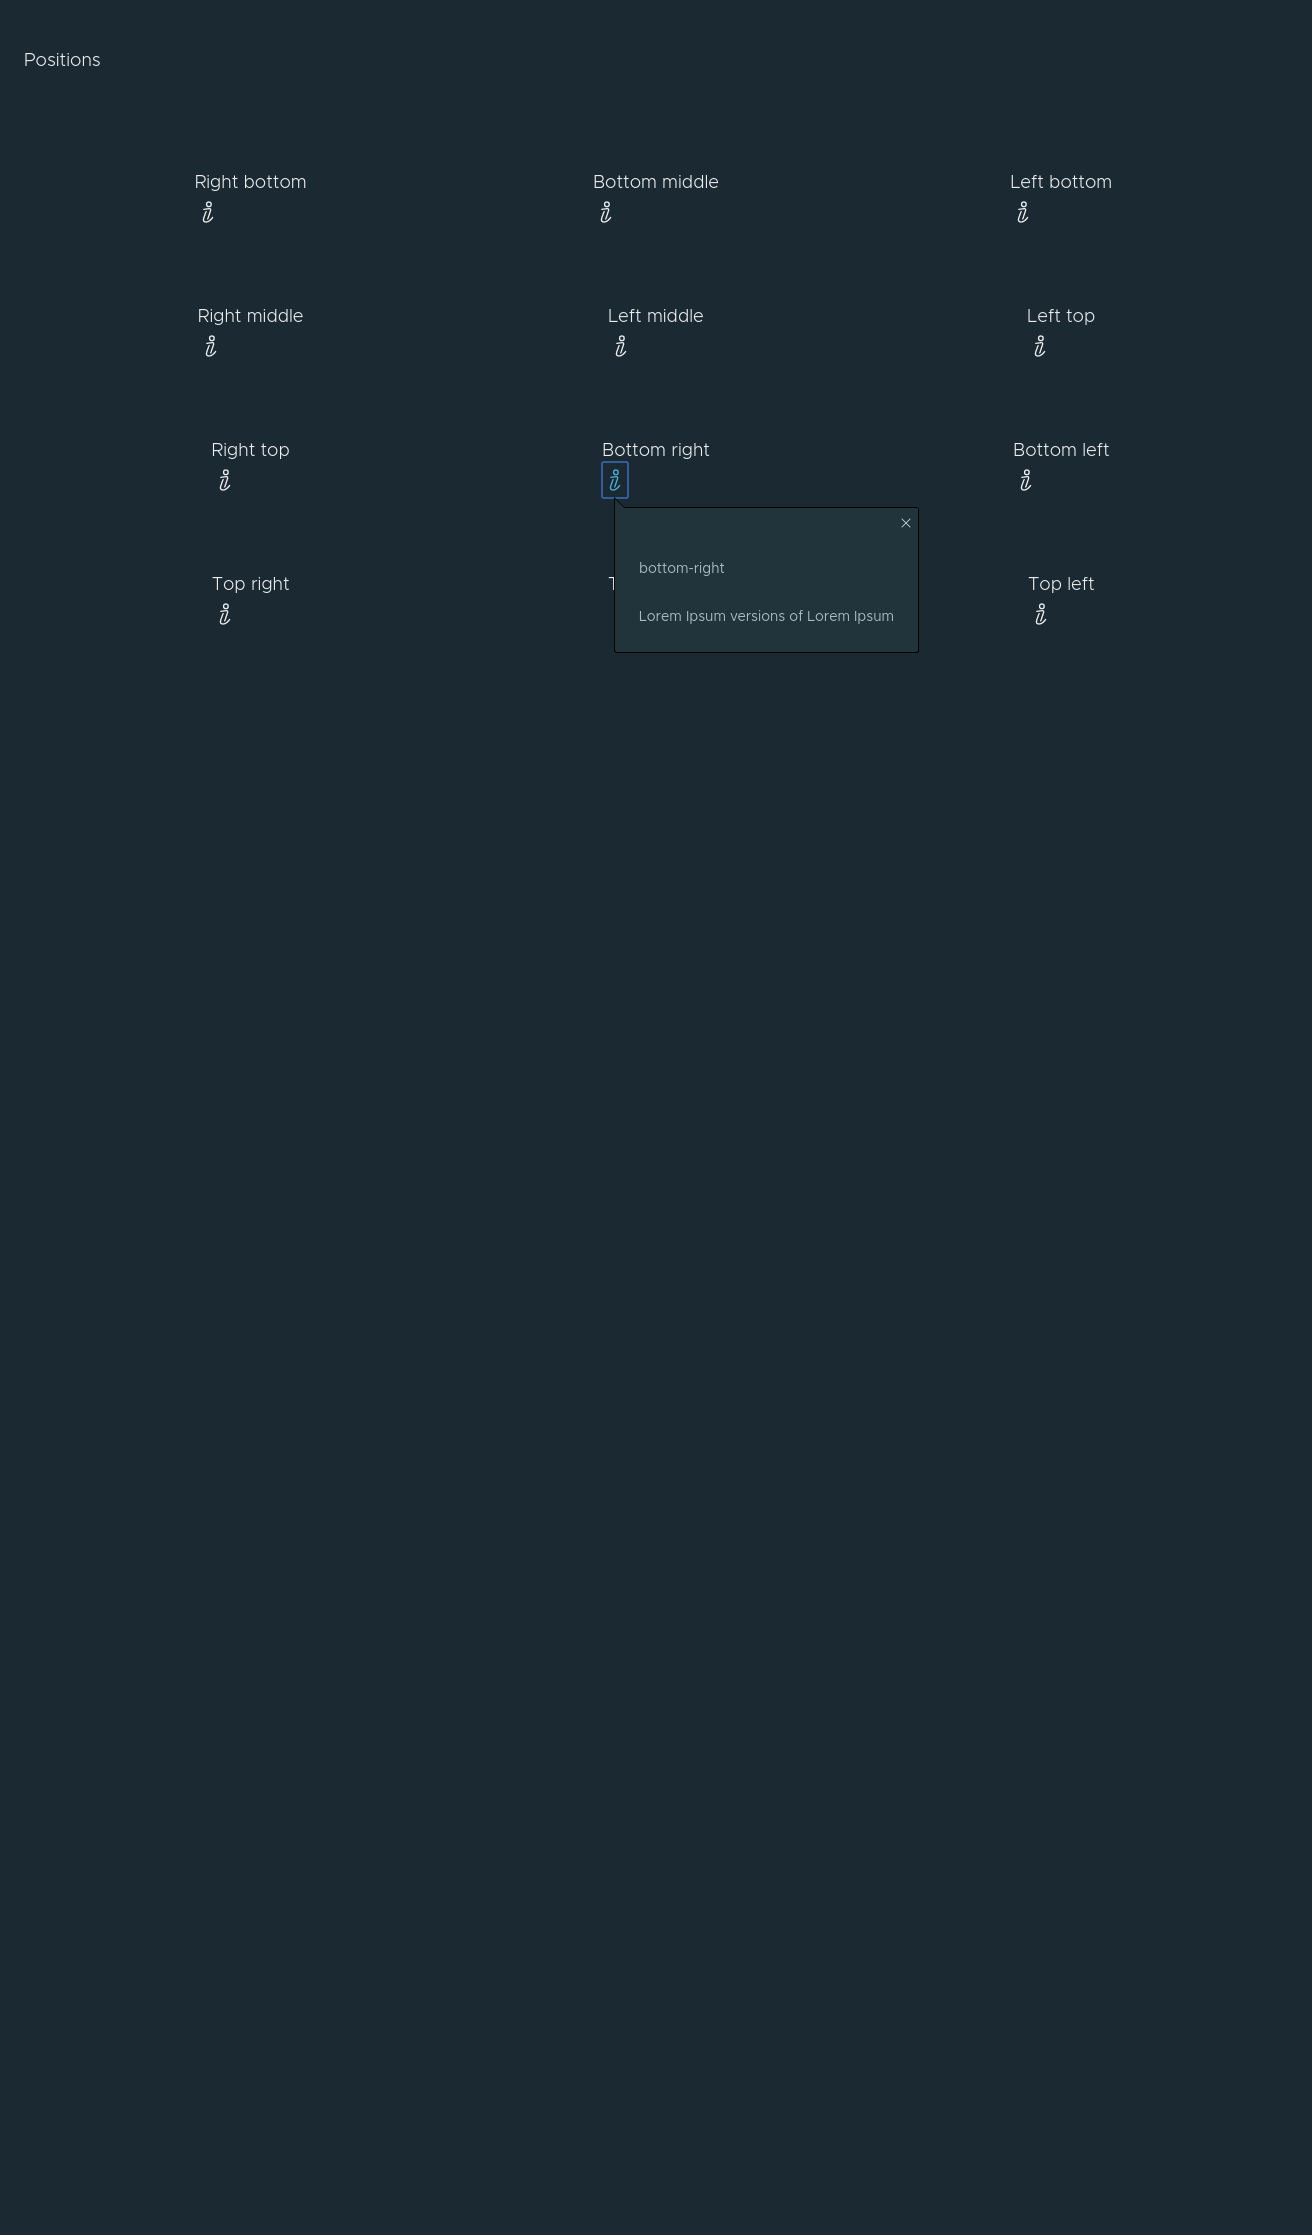 Positions
Right bottom
Bottom middle
Left bottom
Right middle
Left middle
Left top
Right top
Bottom right
Bottom left
bottom-right
Top right
Top left
Lorem Ipsum versions of Lorem Ipsum